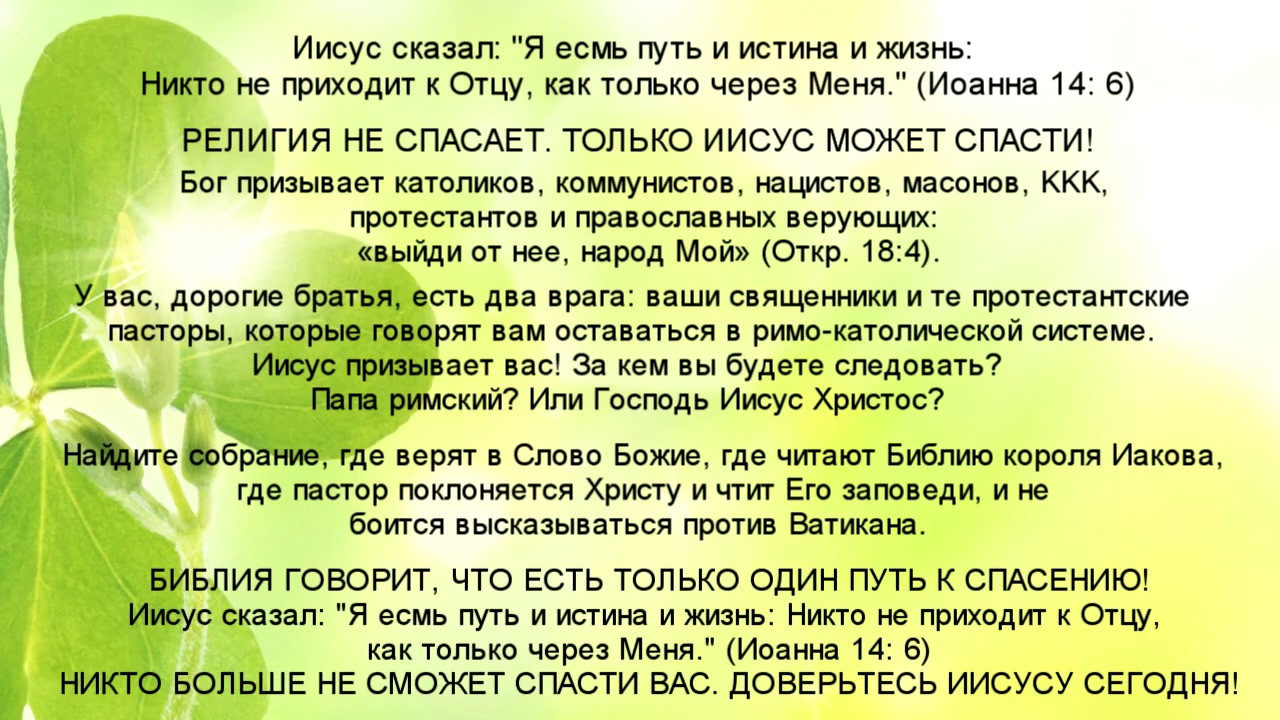 Иисус сказал: "Я есмь путь и истина и жизнь:
Никто не приходит к Отцу, как только через Меня." (Иоанна 14: 6)
РЕЛИГИЯ НЕ СПАСАЕТ. ТОЛЬКО ИИСУС МОЖЕТ СПАСТИ!
Бог призывает католиков, коммунистов, нацистов, масонов, KKK,
протестантов и православных верующих:
«выйди от нее, народ Мой» (Откр. 18:4).
У вас, дорогие братья, есть два врага: ваши священники и те протестантские
пасторы, которые говорят вам оставаться в римо-католической системе.
Иисус призывает вас! За кем вы будете следовать?
Папа римский? Или Господь Иисус Христос?
Найдите собрание, где верят в Слово Божие, где читают Библию короля Иакова,
где пастор поклоняется Христу и чтит Его заповеди, и не
боится высказываться против Ватикана.
БИБЛИЯ ГОВОРИТ, ЧТО ЕСТЬ ТОЛЬКО ОДИН ПУТЬ К СПАСЕНИЮ!
Иисус сказал: "Я есмь путь и истина и жизнь: Никто не приходит к Отцу,
как только через Меня." (Иоанна 14: 6)
НИКТО БОЛЬШЕ НЕ СМОЖЕТ СПАСТИ ВАС. ДОВЕРЬТЕСЬ ИИСУСУ СЕГОДНЯ!